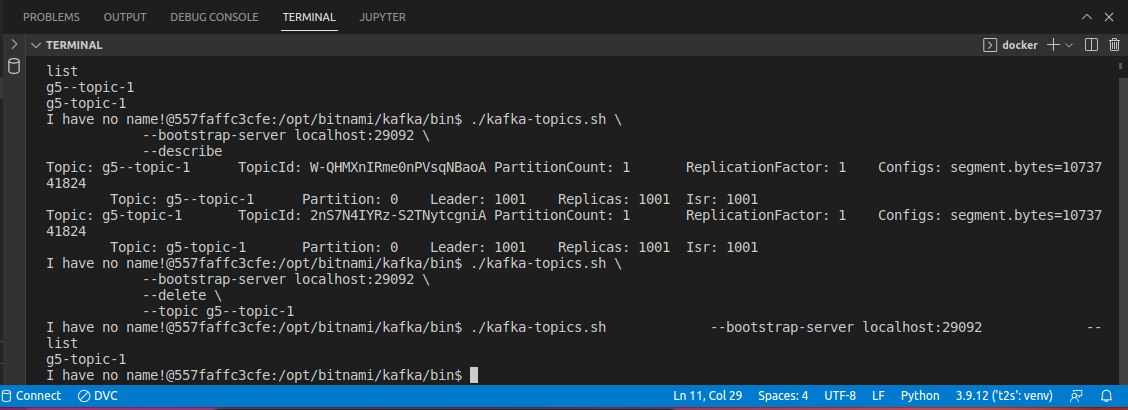 PROBLEMS OUTPUT DEBUG CONSOLE TERMINAL JUPYTER
TERMINAL docker
list
g5--topic-1
g5-topic-1
I have no name!@557faffc3cfe:/opt/bitnami/kafka/bin$ ./kafka-topics.sh \
--bootstrap-server localhost:29092 \
--describe
Topic: g5--topic-1 TopicId: W-QHMXnIRme0nPVsqNBaoA PartitionCount: 1 ReplicationFactor: 1 Configs: segment.bytes=10737
41824
Topic: g5--topic-1 Partition: 0 Leader: 1001 Replicas: 1001 Isr: 1001
Topic: g5-topic-1 TopicId: 2nS7N4IYRz-S2TNytcgniA PartitionCount: 1 ReplicationFactor: 1 Configs: segment.bytes=10737
41824
Topic: g5-topic-1 Partition: 0 Leader: 1001 Replicas: 1001 Isr: 1001
I have no name!@557faffc3cfe:/opt/bitnami/kafka/bin$ ./kafka-topics.sh \
--bootstrap-server localhost:29092 \
--delete \
--topic g5--topic-1
I have no name!@557faffc3cfe:/opt/bitnami/kafka/bin$ ./kafka-topics.sh --bootstrap-server localhost:29092 --
list
g5-topic-1
I have no name!@557faffc3cfe:/opt/bitnami/kafka/bin$
Connect DVC Ln 11, Col 29 Spaces: 4 UTF-8 LF Python 3.9.12 ('t2s': venv)